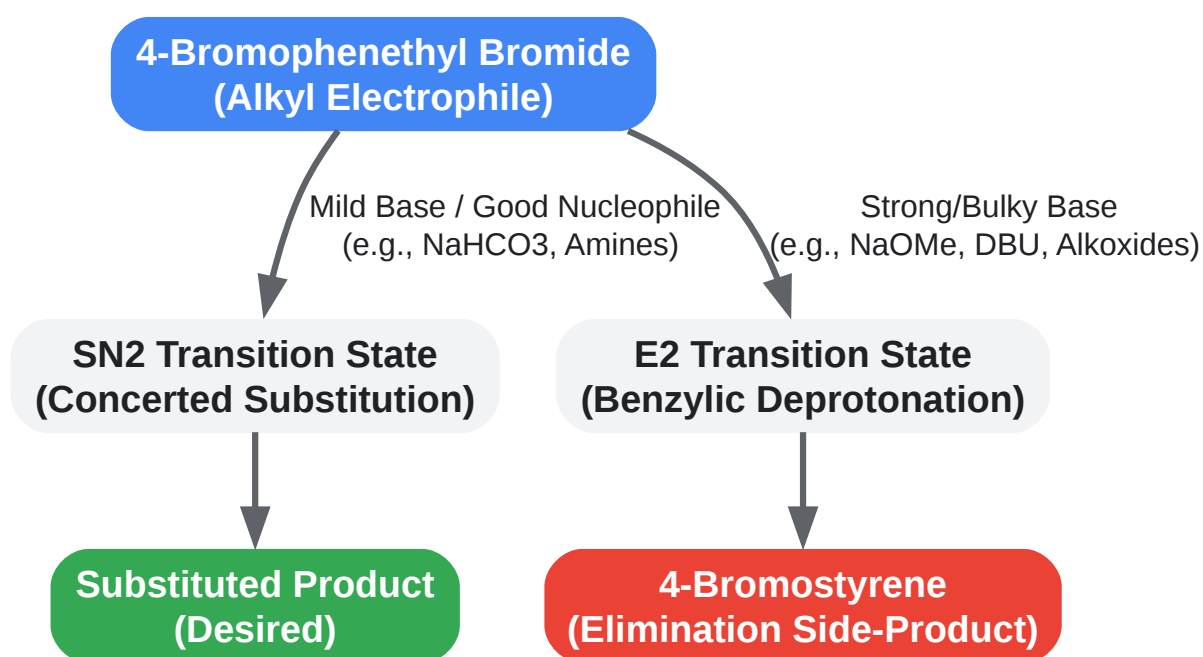 4-Bromophenethyl Bromide
(Alkyl Electrophile)
Mild Base / Good Nucleophile
(e.g., NaHCO3, Amines)
Strong/Bulky Base
(e.g., NaOMe, DBU, Alkoxides)
SN2 Transition State
(Concerted Substitution)
E2 Transition State
(Benzylic Deprotonation)
Substituted Product
(Desired)
4-Bromostyrene
(Elimination Side-Product)